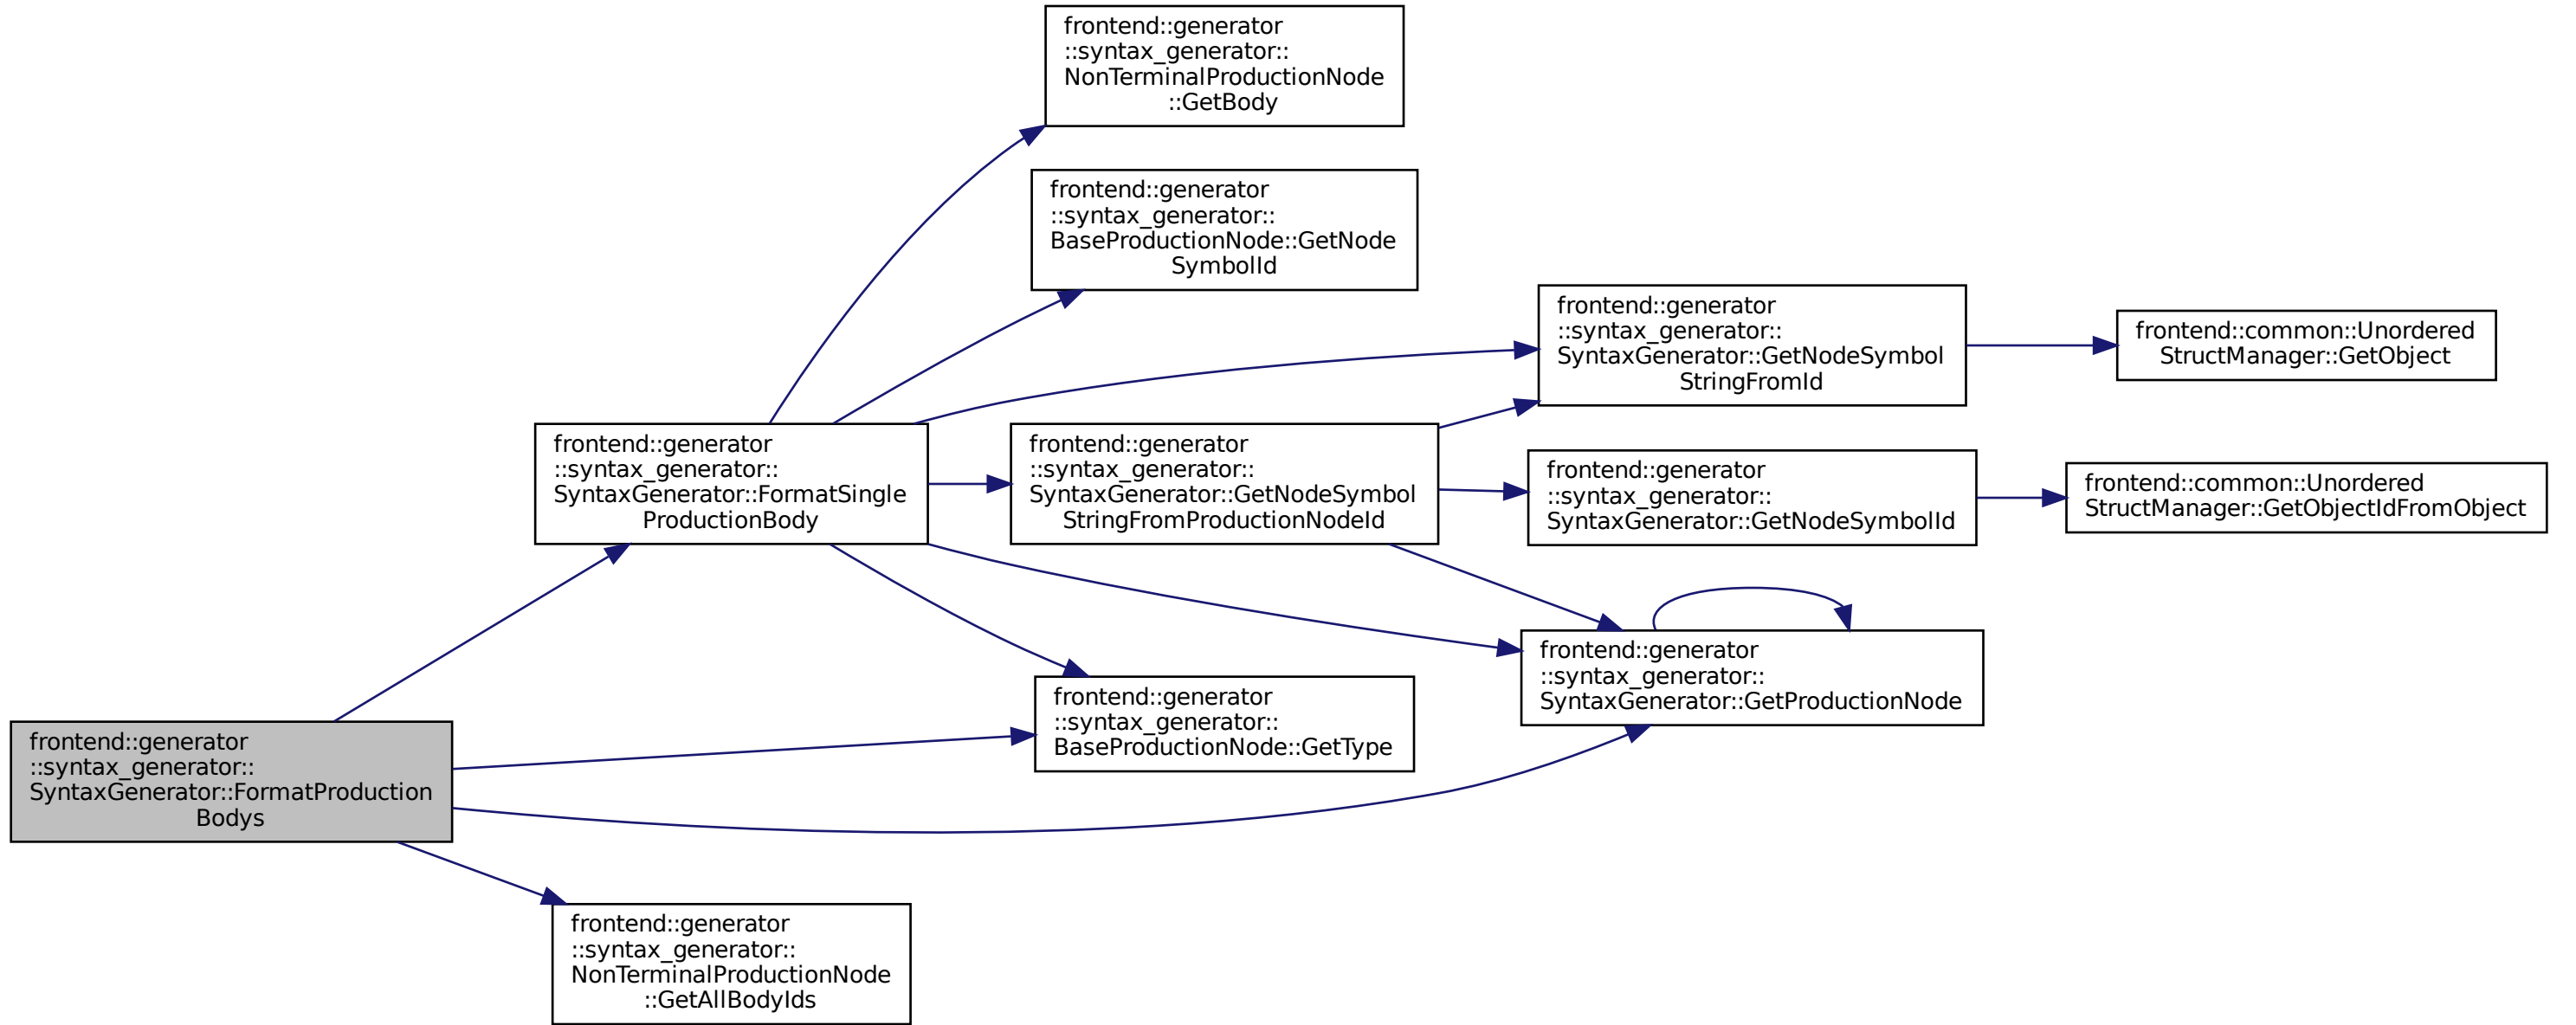 frontend::generator
::syntax_generator::
NonTerminalProductionNode
::GetBody
frontend::generator
::syntax_generator::
BaseProductionNode::GetNode
SymbolId
frontend::generator
::syntax_generator::
SyntaxGenerator::GetNodeSymbol
StringFromId
frontend::common::Unordered
StructManager::GetObject
frontend::generator
::syntax_generator::
SyntaxGenerator::FormatSingle
ProductionBody
frontend::generator
::syntax_generator::
SyntaxGenerator::GetNodeSymbol
StringFromProductionNodeId
frontend::generator
::syntax_generator::
SyntaxGenerator::GetNodeSymbolId
frontend::common::Unordered
StructManager::GetObjectIdFromObject
frontend::generator
::syntax_generator::
SyntaxGenerator::GetProductionNode
frontend::generator
::syntax_generator::
BaseProductionNode::GetType
frontend::generator
::syntax_generator::
SyntaxGenerator::FormatProduction
Bodys
frontend::generator
::syntax_generator::
NonTerminalProductionNode
::GetAllBodyIds